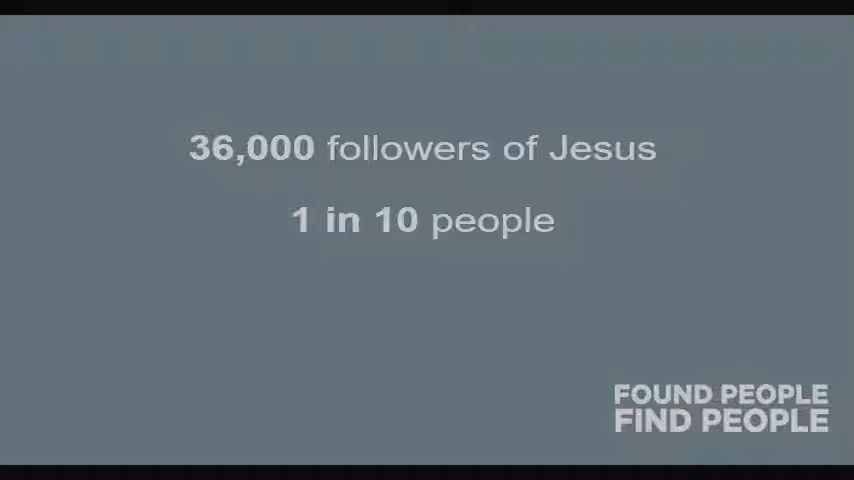 36,000 followers of Jesus
1 in 10 people
FOUND PEOPLE
FIND PEOPLE